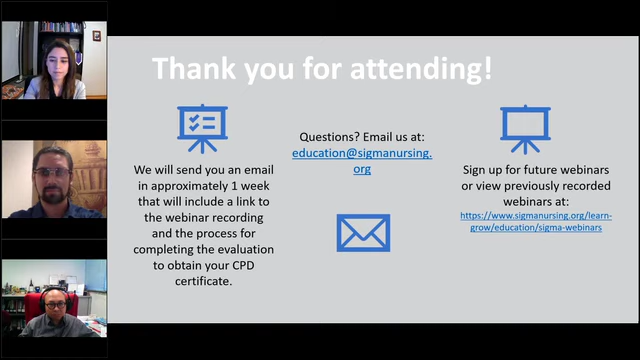 Thank you for attending!
We will send you an email
in approximately 1 week
that will include a link to
the webinar recording
and the process for
completing the evaluation
to obtain your CPD
certificate.
Questions? Email us at:
education@sigmanursing.
org
Sign up for future webinars
or view previously recorded
webinars at:
https://www.sigmanursing.org/learn-
grow/education/sigma-webinars